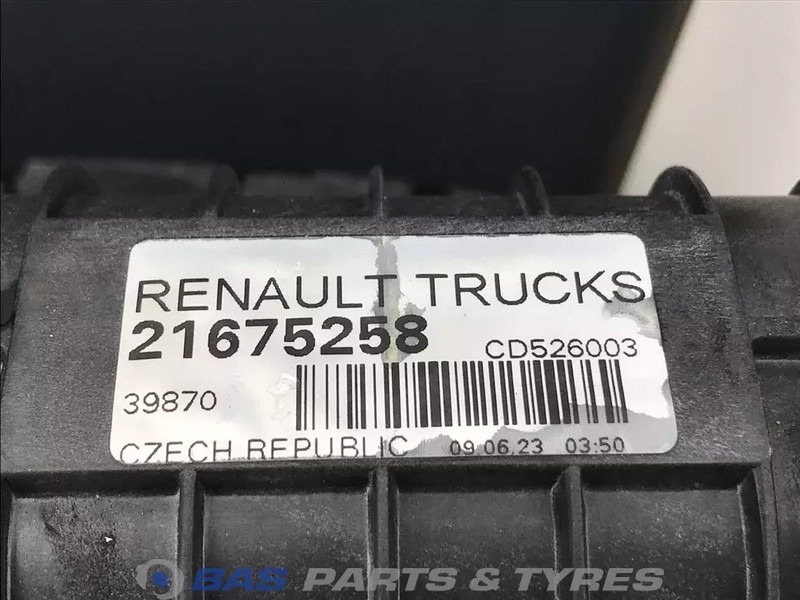 RENAULT TRUCKS
21675258
CD526003
39870
CZECH REPUBLIC 09.06.23 03:50
BAS PARTS & TYRES